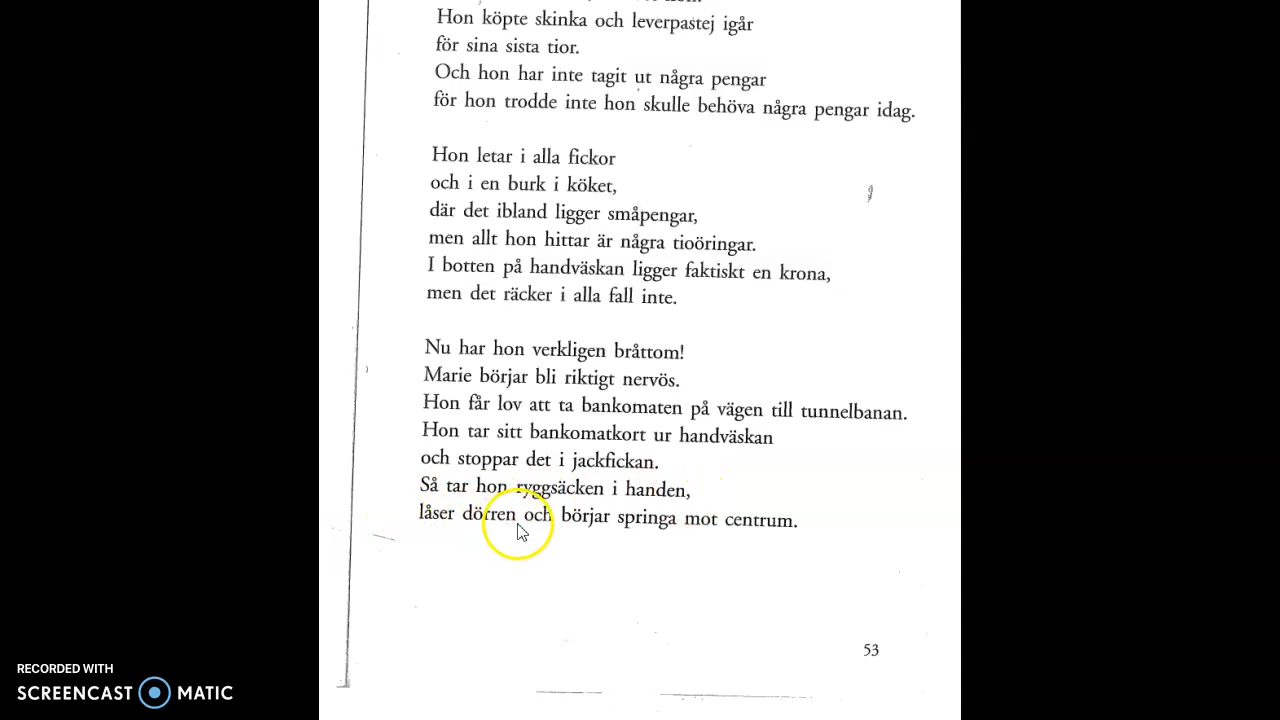 Hon köpte skinka och leverpastej igår
för sina sista tior.
Och hon har inte tagit ut några pengar
för hon trodde inte hon skulle behöva några pengar idag.
Hon letar i alla fickor
och i en burk i köket,
där det ibland ligger småpengar,
men allt hon hittar är några tioöringar.
I botten på handväskan ligger faktiskt en krona,
men det räcker i alla fall inte.
Nu har hon verkligen bråttom!
Marie börjar bli riktigt nervös.
Hon får lov att ta bankomaten på vägen till tunnelbanan.
Hon tar sitt bankomatkort ur handväskan
och stoppar det i jackfickan.
Så tar hon ryggsäcken i handen,
låser dörren och börjar springa mot centrum.
53
RECORDED WITH
SCREENCAST MATIC